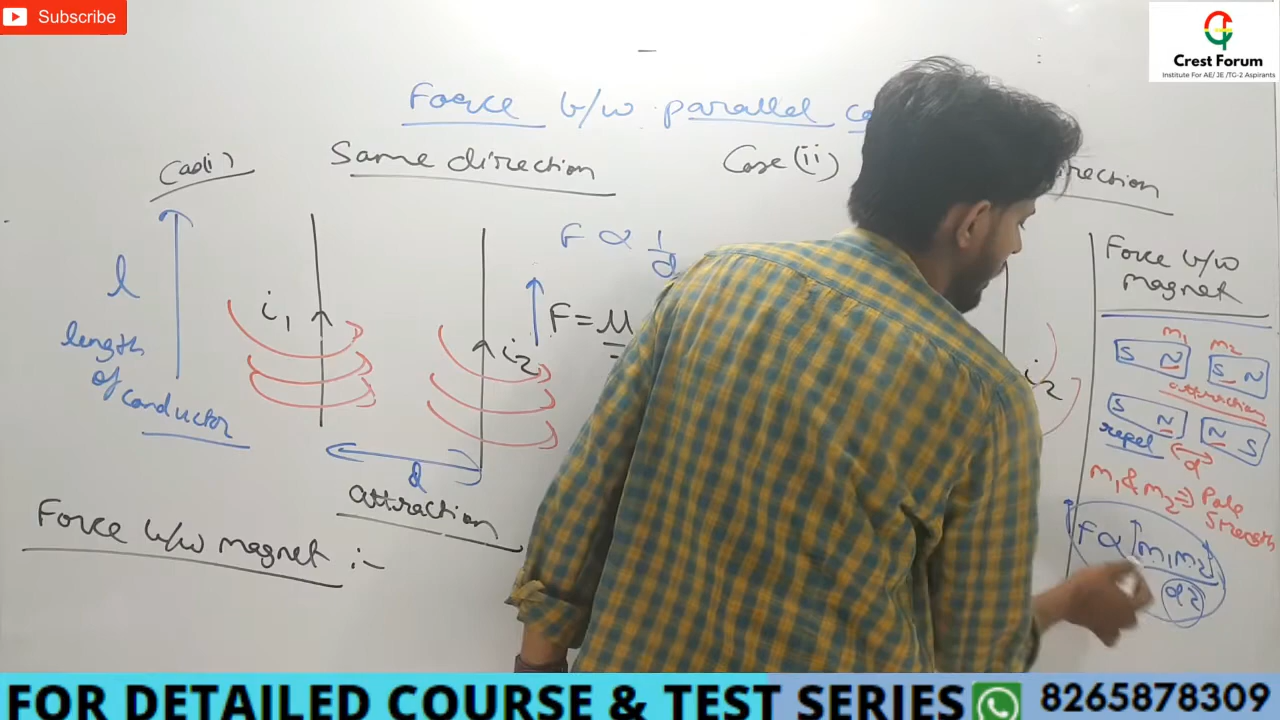 Subscribe
Crest Forum
Institute For AE/ JE /TG-2 Aspirants
Force b/w parallel
Case(i)
Same direction
Case (ii)
l
length
of conductor
i₁
i₂
d
attraction
F ∝ 1/d
F = μ
i₂
Force b/w
magnet
m₁ m₂
S N S N
attraction
S N N S
repel d
m₁ & m₂ ⇒ Pole
Strength
F ∝ m₁m₂/d²
Force b/w magnet :-
FOR DETAILED COURSE & TEST SERIES 8265878309